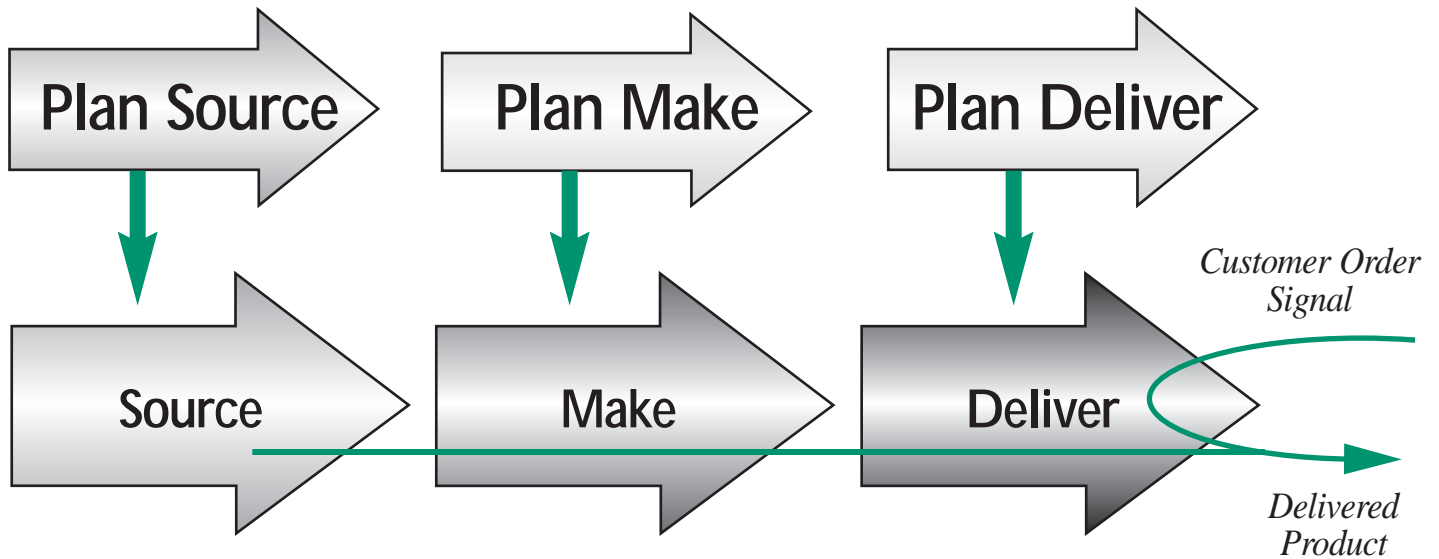 Plan Source
Plan Make
Plan Deliver
Customer Order
Signal
Source
Make
Deliver
Delivered
Product